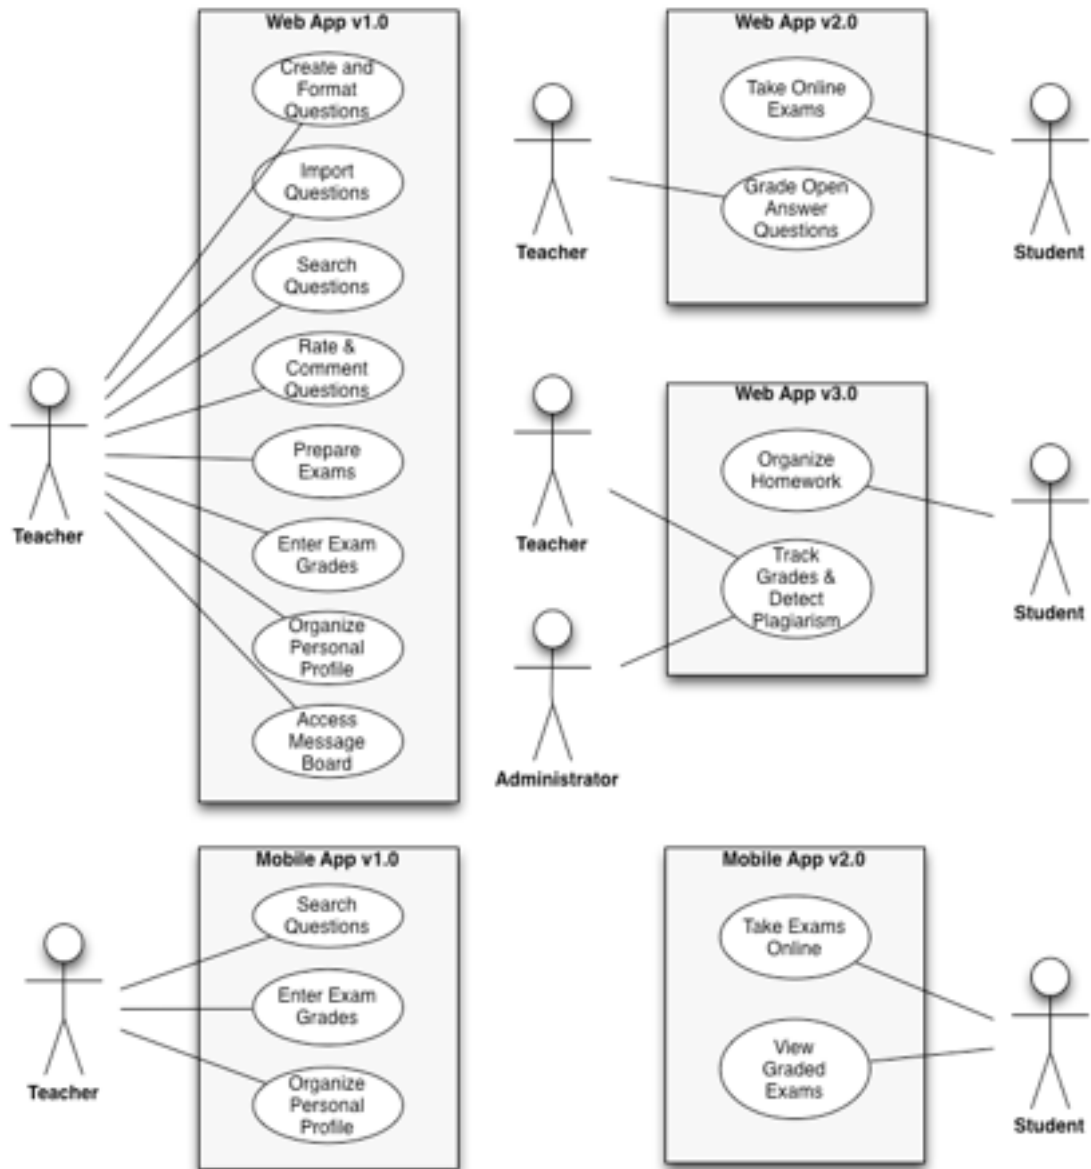 Web App v1.0
Create and
Format
Questions
Import
Questions
Search
Questions
Rate &
Comment
Questions
Prepare
Exams
Enter Exam
Grades
Organize
Personal
Profile
Access
Message
Board
Teacher
Web App v2.0
Take Online
Exams
Grade Open
Answer
Questions
Teacher
Student
Web App v3.0
Organize
Homework
Track
Grades &
Detect
Plagiarism
Teacher
Administrator
Student
Mobile App v1.0
Search
Questions
Enter Exam
Grades
Organize
Personal
Profile
Teacher
Mobile App v2.0
Take Exams
Online
View
Graded
Exams
Student